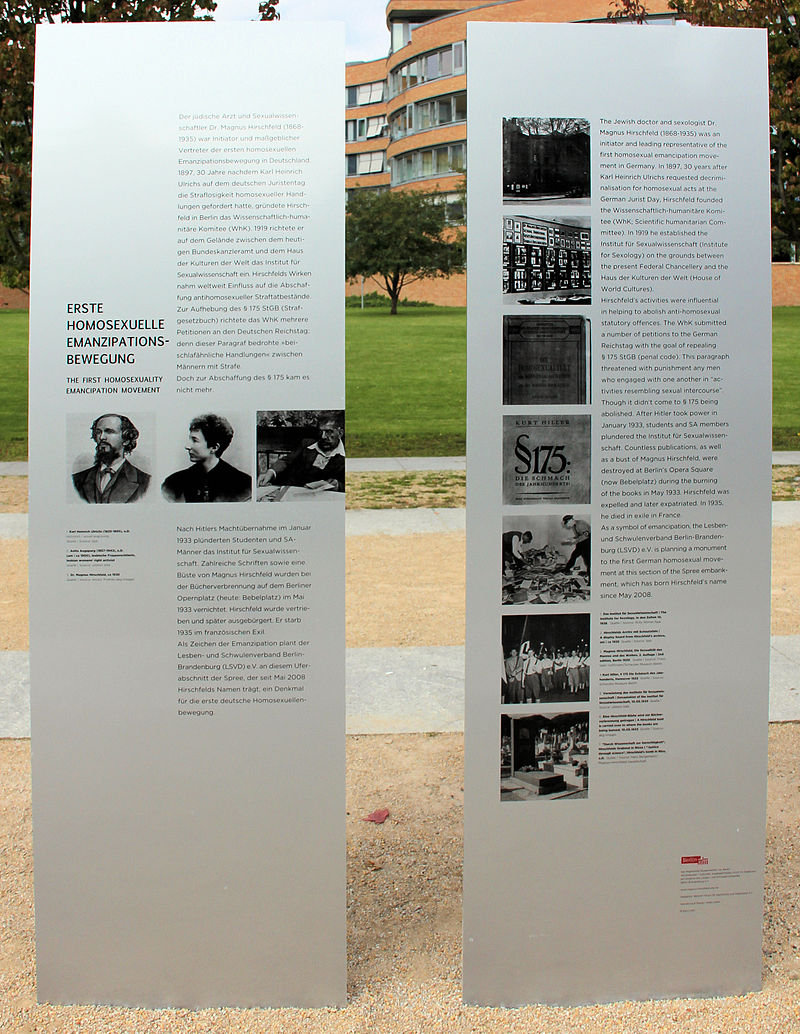 Der jüdische Arzt und Sexualwissen-
schaftler Dr. Magnus Hirschfeld (1868-
1935) war Initiator und maßgeblicher
Vertreter der ersten homosexuellen
Emanzipationsbewegung in Deutschland.
1897, 30 Jahre nachdem Karl Heinrich
Ulrichs auf dem deutschen Juristentag
die Straflosigkeit homosexueller Hand-
lungen gefordert hatte, gründete Hirsch-
feld in Berlin das Wissenschaftlich-huma-
nitäre Komitee (WhK). 1919 richtete er
auf dem Gelände zwischen dem heuti-
gen Bundeskanzleramt und dem Haus
der Kulturen der Welt das Institut für
Sexualwissenschaft ein. Hirschfelds Wirken
nahm weltweit Einfluss auf die Abschaf-
fung antihomosexueller Straftatbestände.
Zur Aufhebung des § 175 StGB (Straf-
gesetzbuch) richtete das WhK mehrere
Petitionen an den Deutschen Reichstag;
denn dieser Paragraf bedrohte »bei-
schlafähnliche Handlungen« zwischen
Männern mit Strafe.
Doch zur Abschaffung des § 175 kam es
nicht mehr.
ERSTE
HOMOSEXUELLE
EMANZIPATIONS-
BEWEGUNG
THE FIRST HOMOSEXUALITY
EMANCIPATION MOVEMENT
Karl Heinrich Ulrichs (1825-1895), o.D.
Anita Augspurg (1857-1943), o.D.
Dr. Magnus Hirschfeld, ca 1930
Nach Hitlers Machtübernahme im Januar
1933 plünderten Studenten und SA-
Männer das Institut für Sexualwissen-
schaft. Zahlreiche Schriften sowie eine
Büste von Magnus Hirschfeld wurden bei
der Bücherverbrennung auf dem Berliner
Opernplatz (heute: Bebelplatz) im Mai
1933 vernichtet. Hirschfeld wurde vertrie-
ben und später ausgebürgert. Er starb
1935 im französischen Exil.
Als Zeichen der Emanzipation plant der
Lesben- und Schwulenverband Berlin-
Brandenburg (LSVD) e.V. an diesem Ufer-
abschnitt der Spree, der seit Mai 2008
Hirschfelds Namen trägt, ein Denkmal
für die erste deutsche Homosexuellen-
bewegung.
The Jewish doctor and sexologist Dr.
Magnus Hirschfeld (1868-1935) was an
initiator and leading representative of the
first homosexual emancipation move-
ment in Germany. In 1897, 30 years after
Karl Heinrich Ulrichs requested decrimi-
nalisation for homosexual acts at the
German Jurist Day, Hirschfeld founded
the Wissenschaftlich-humanitäre Komi-
tee (WhK; Scientific humanitarian Com-
mittee). In 1919 he established the
Institut für Sexualwissenschaft (Institute
for Sexology) on the grounds between
the present Federal Chancellery and the
Haus der Kulturen der Welt (House of
World Cultures).
Hirschfeld's activities were influential
in helping to abolish anti-homosexual
statutory offences. The WhK submitted
a number of petitions to the German
Reichstag with the goal of repealing
§ 175 StGB (penal code). This paragraph
threatened with punishment any men
who engaged with one another in "ac-
tivities resembling sexual intercourse".
Though it didn't come to § 175 being
abolished. After Hitler took power in
January 1933, students and SA members
plundered the Institut für Sexualwissen-
schaft. Countless publications, as well
as a bust of Magnus Hirschfeld, were
destroyed at Berlin's Opera Square
(now Bebelplatz) during the burning
of the books in May 1933. Hirschfeld was
expelled and later expatriated. In 1935,
he died in exile in France.
As a symbol of emancipation, the Lesben-
und Schwulenverband Berlin-Branden-
burg (LSVD) e.V. is planning a monument
to the first German homosexual move-
ment at this section of the Spree embank-
ment, which has born Hirschfeld's name
since May 2008.
KURT HILLER
§175:
DIE SCHMACH
DES JAHRHUNDERTS!
Berlin